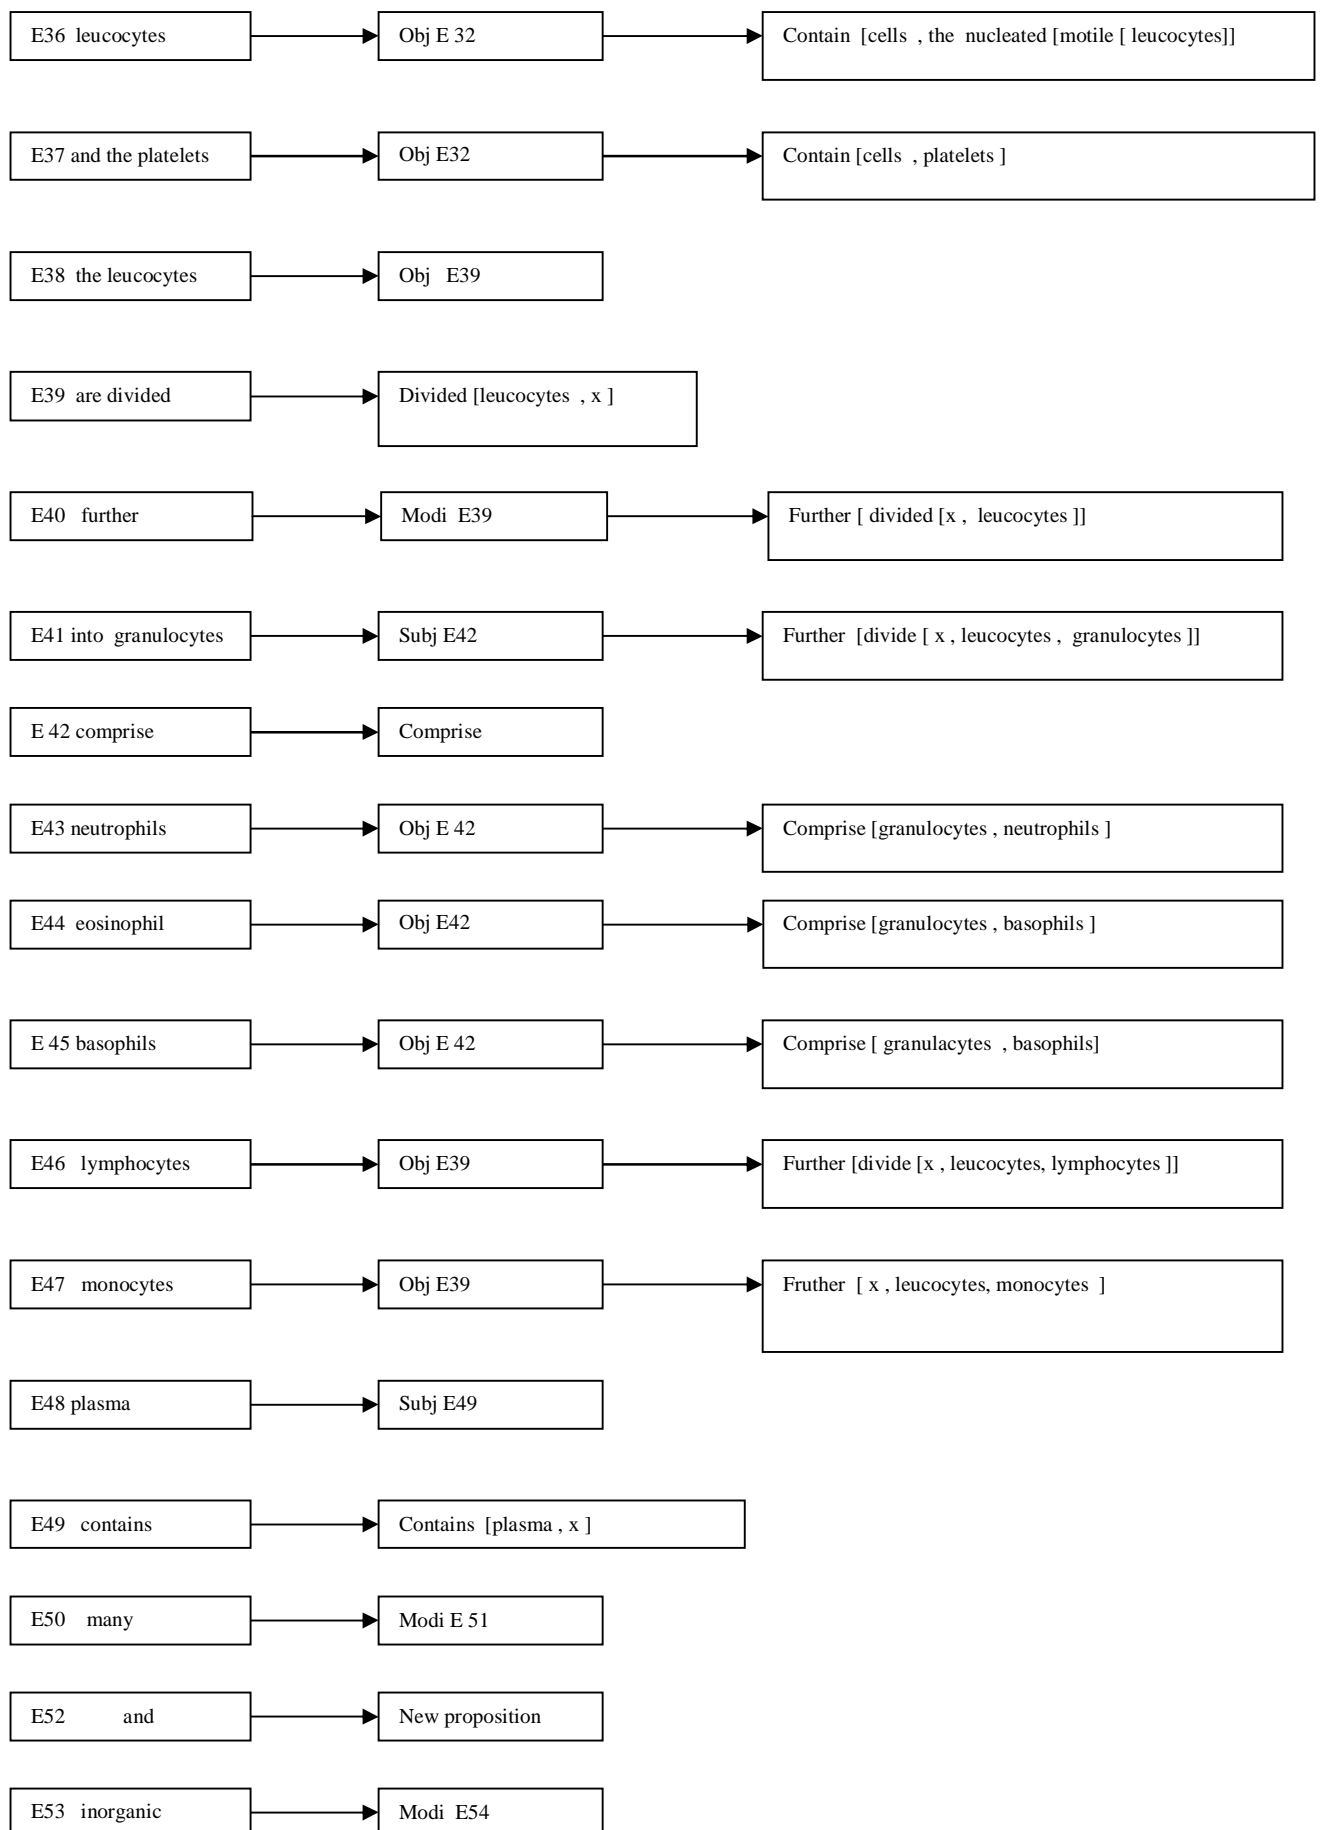 E36 leucocytes
Obj E 32
Contain [cells , the nucleated [motile [ leucocytes]]
E37 and the platelets
Obj E32
Contain [cells , platelets ]
E38 the leucocytes
Obj E39
E39 are divided
Divided [leucocytes , x ]
E40 further
Modi E39
Further [ divided [x , leucocytes ]]
E41 into granulocytes
Subj E42
Further [divide [ x , leucocytes , granulocytes ]]
E 42 comprise
Comprise
E43 neutrophils
Obj E 42
Comprise [granulocytes , neutrophils ]
E44 eosinophil
Obj E42
Comprise [granulocytes , basophils ]
E 45 basophils
Obj E 42
Comprise [ granulacytes , basophils]
E46 lymphocytes
Obj E39
Further [divide [x , leucocytes, lymphocytes ]]
E47 monocytes
Obj E39
Fruther [ x , leucocytes, monocytes ]
E48 plasma
Subj E49
E49 contains
Contains [plasma , x ]
E50 many
Modi E 51
E52 and
New proposition
E53 inorganic
Modi E54